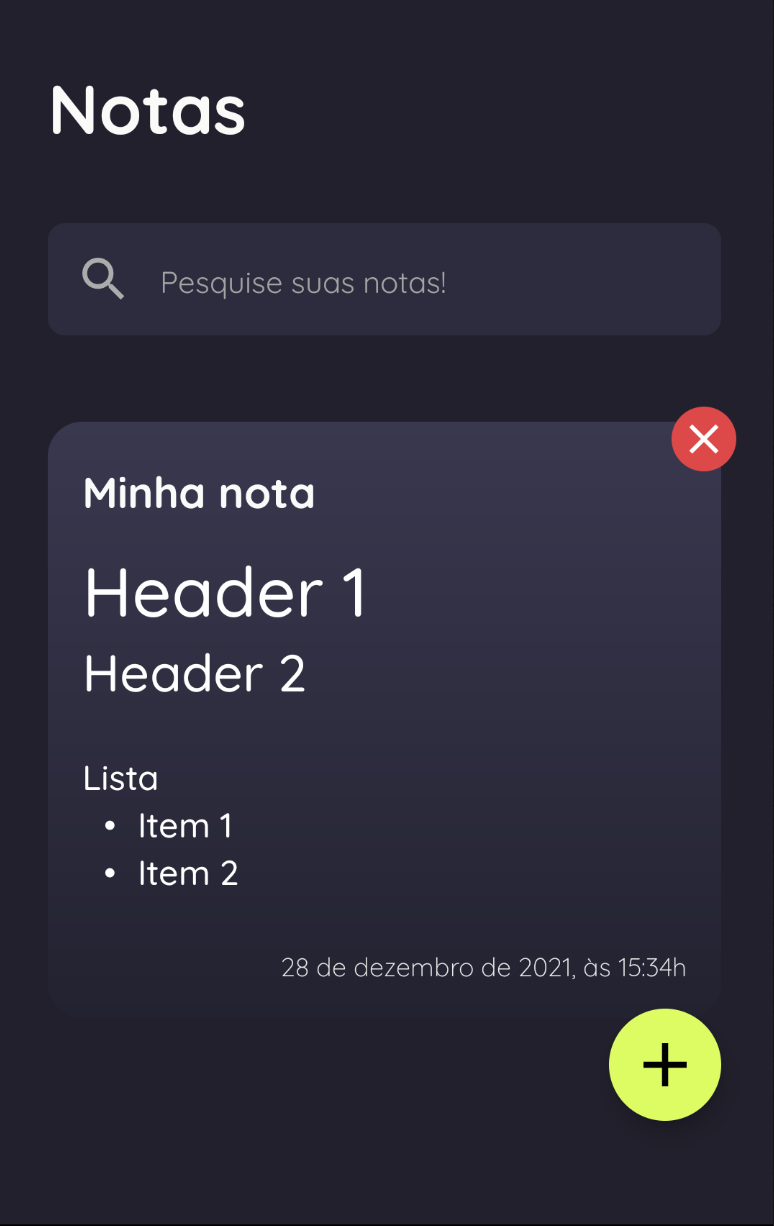 Notas
Pesquise suas notas!
Minha nota
Header 1
Header 2
Lista
• Item 1
• Item 2
28 de dezembro de 2021, às 15:34h